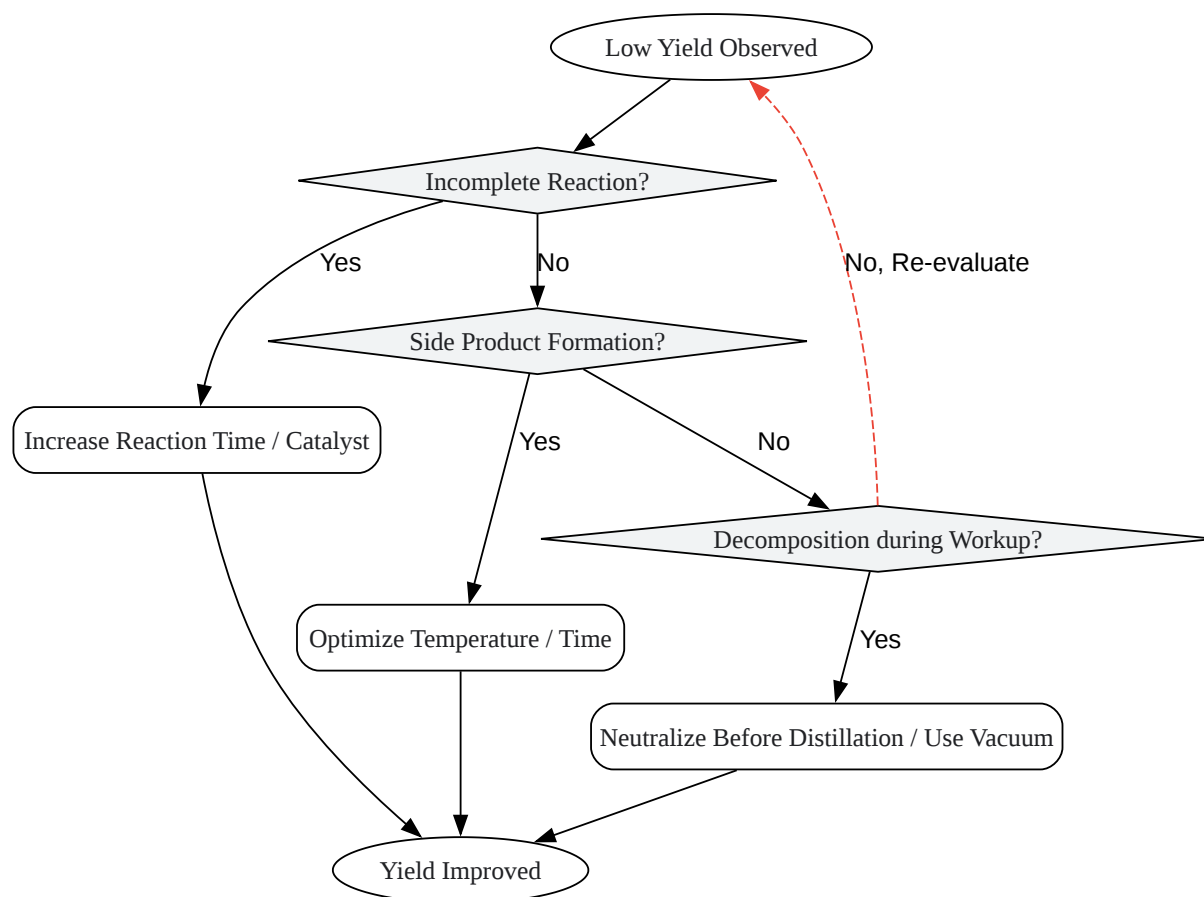 Low Yield Observed
Incomplete Reaction?
Yes
No
No, Re-evaluate
Side Product Formation?
Increase Reaction Time / Catalyst
Yes
No
Decomposition during Workup?
Optimize Temperature / Time
Yes
Neutralize Before Distillation / Use Vacuum
Yield Improved